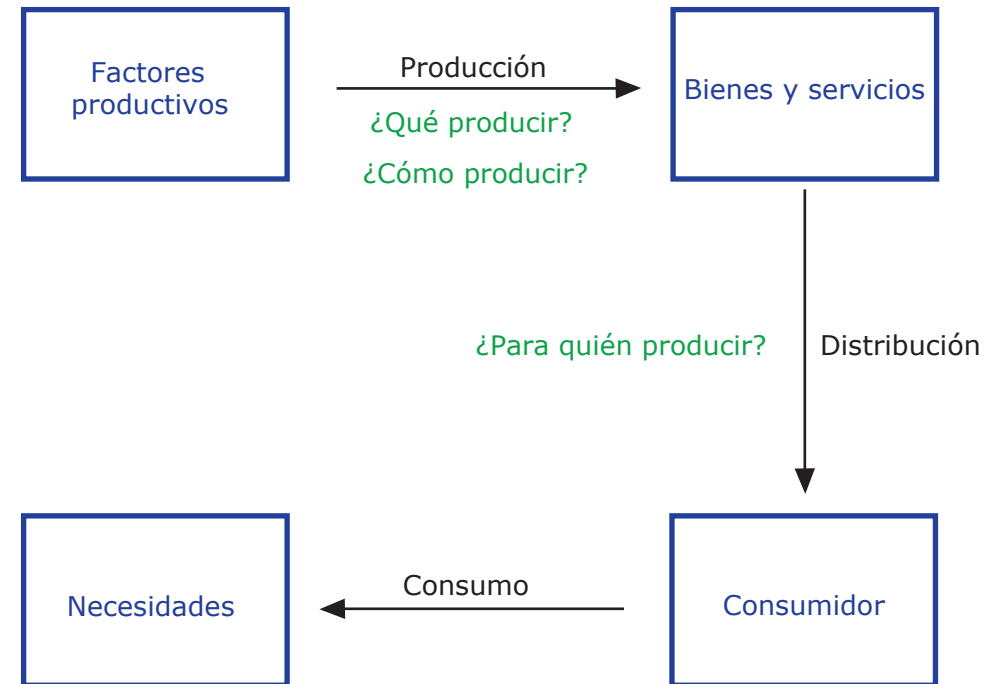 Factores
productivos
Producción
¿Qué producir?
¿Cómo producir?
Bienes y servicios
¿Para quién producir?
Distribución
Necesidades
Consumo
Consumidor